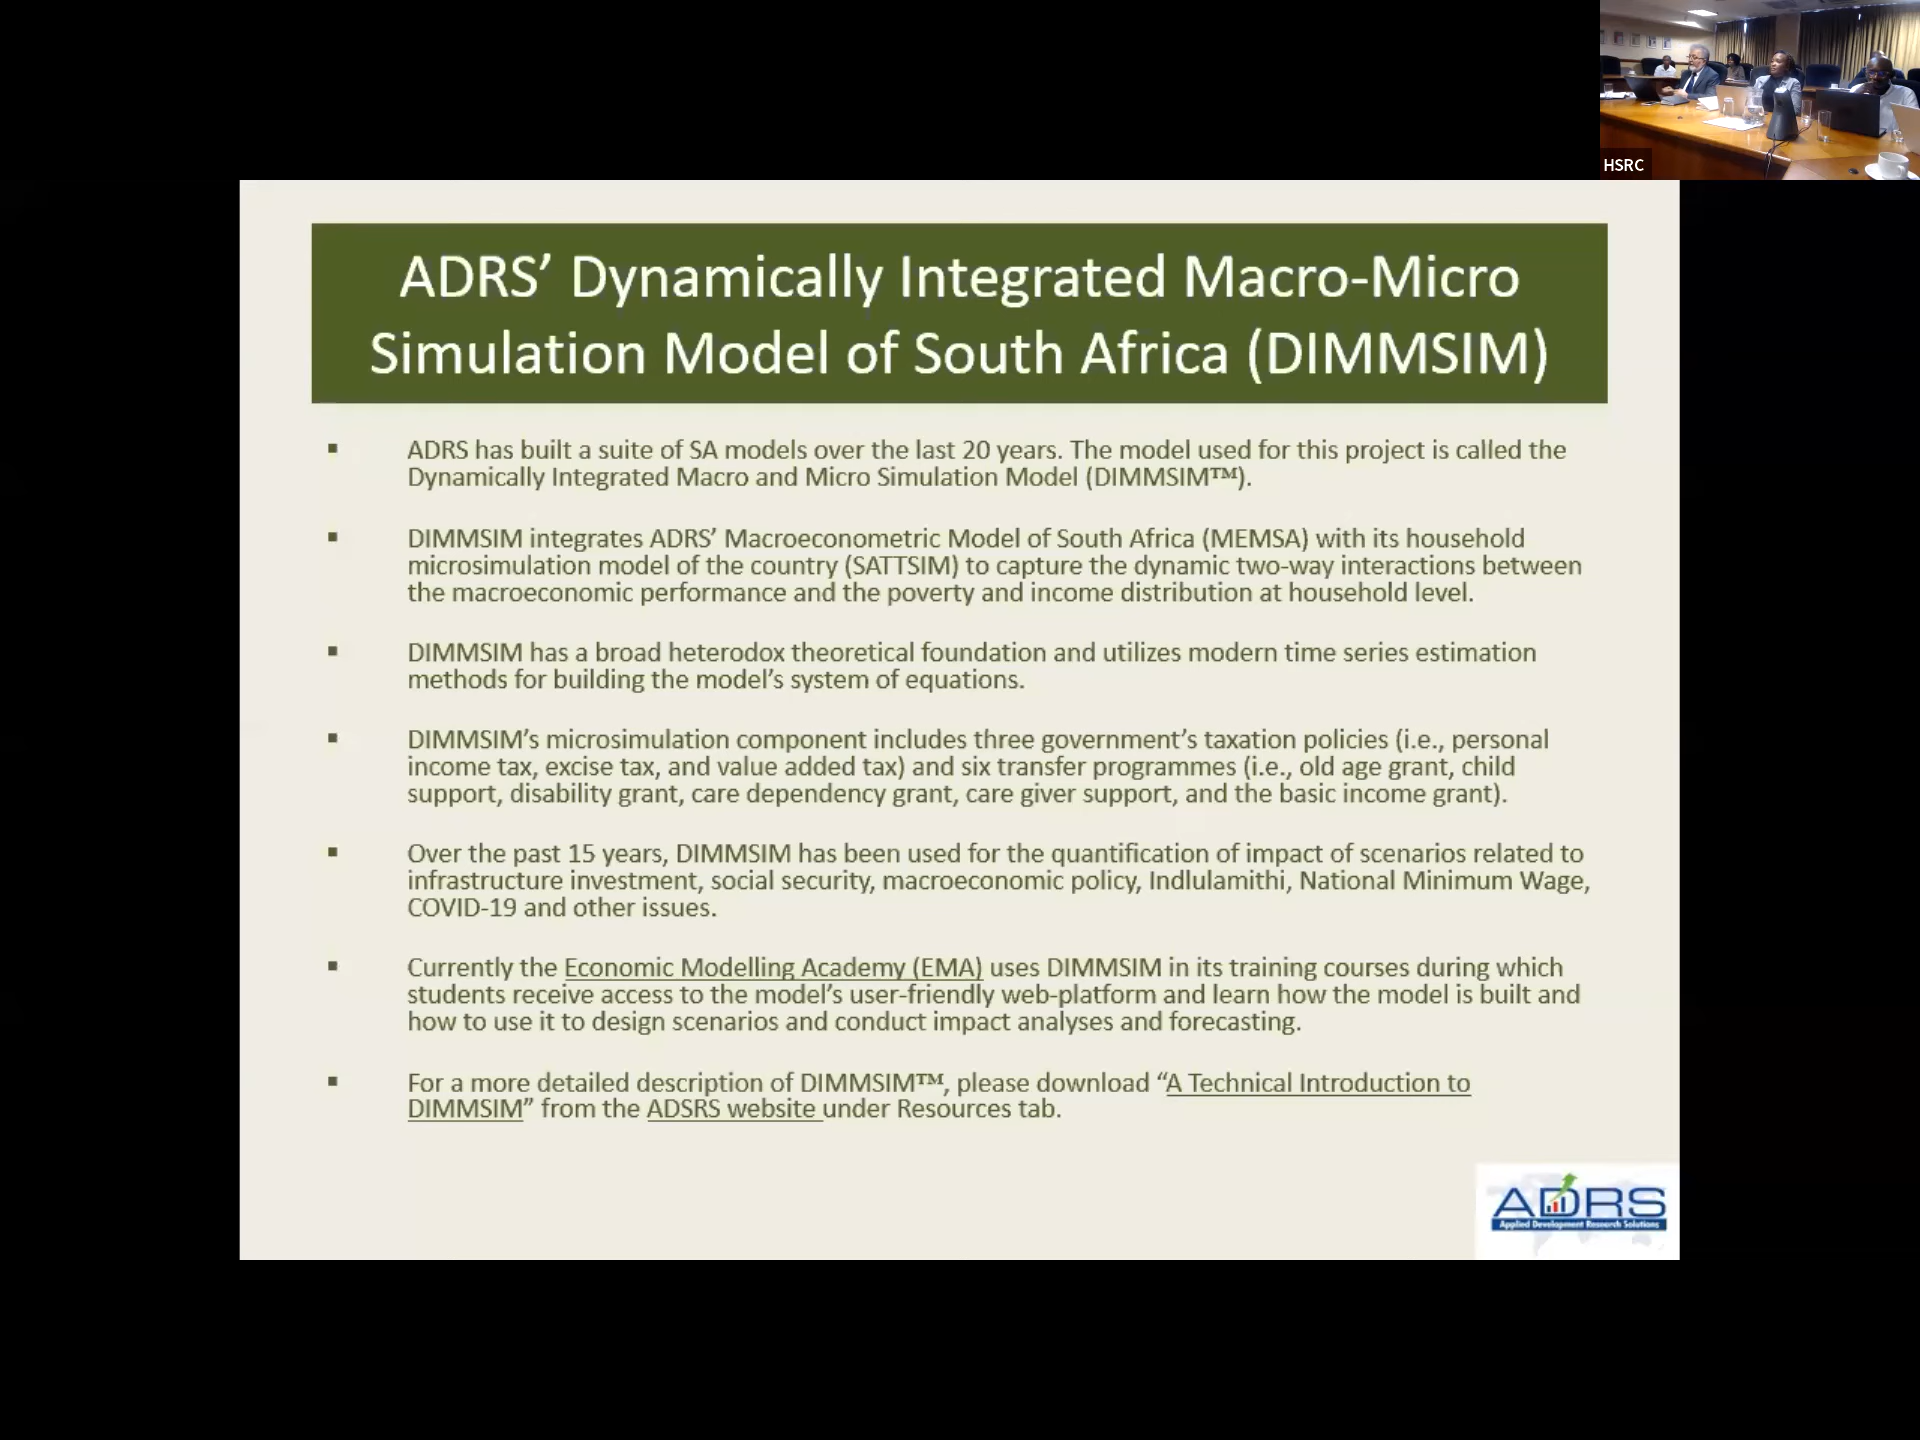 HSRC
ADRS’ Dynamically Integrated Macro-Micro
Simulation Model of South Africa (DIMMSIM)
▪ ADRS has built a suite of SA models over the last 20 years. The model used for this project is called the
Dynamically Integrated Macro and Micro Simulation Model (DIMMSIM™).
▪ DIMMSIM integrates ADRS’ Macroeconometric Model of South Africa (MEMSA) with its household
microsimulation model of the country (SATTSIM) to capture the dynamic two-way interactions between
the macroeconomic performance and the poverty and income distribution at household level.
▪ DIMMSIM has a broad heterodox theoretical foundation and utilizes modern time series estimation
methods for building the model’s system of equations.
▪ DIMMSIM’s microsimulation component includes three government’s taxation policies (i.e., personal
income tax, excise tax, and value added tax) and six transfer programmes (i.e., old age grant, child
support, disability grant, care dependency grant, care giver support, and the basic income grant).
▪ Over the past 15 years, DIMMSIM has been used for the quantification of impact of scenarios related to
infrastructure investment, social security, macroeconomic policy, Indlulamithi, National Minimum Wage,
COVID-19 and other issues.
▪ Currently the Economic Modelling Academy (EMA) uses DIMMSIM in its training courses during which
students receive access to the model’s user-friendly web-platform and learn how the model is built and
how to use it to design scenarios and conduct impact analyses and forecasting.
▪ For a more detailed description of DIMMSIM™, please download “A Technical Introduction to
DIMMSIM” from the ADSRS website under Resources tab.
ADRS
Applied Development Research Solutions